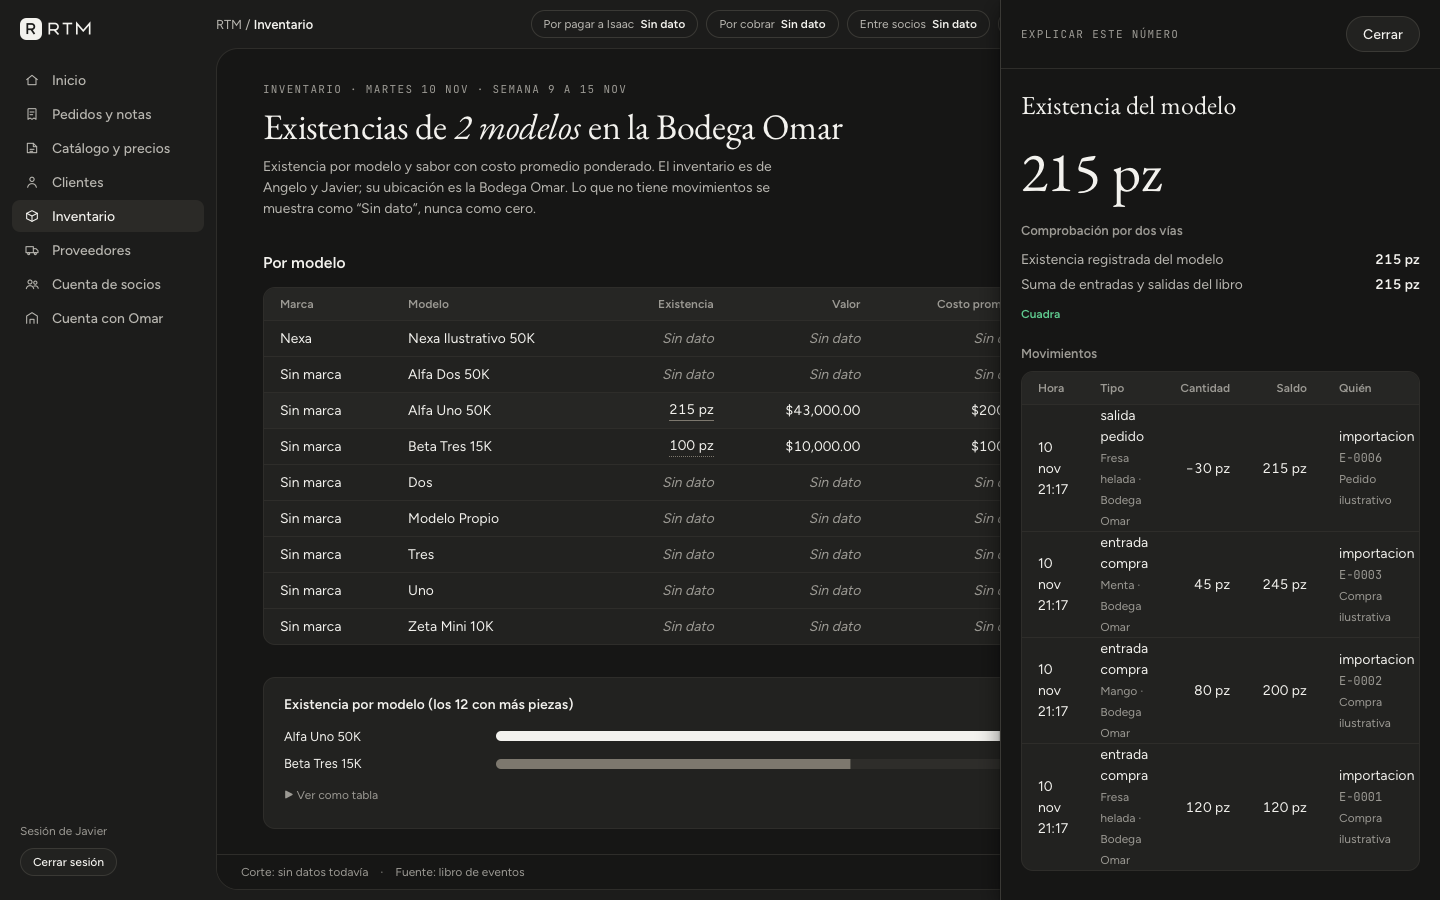 R RTM
Inicio
Pedidos y notas
Catálogo y precios
Clientes
Inventario
Proveedores
Cuenta de socios
Cuenta con Omar
Sesión de Javier
Cerrar sesión
RTM / Inventario
Por pagar a Isaac Sin dato
Por cobrar Sin dato
Entre socios Sin dato
INVENTARIO · MARTES 10 NOV · SEMANA 9 A 15 NOV
Existencias de 2 modelos en la Bodega Omar
Existencia por modelo y sabor con costo promedio ponderado. El inventario es de
Angelo y Javier; su ubicación es la Bodega Omar. Lo que no tiene movimientos se
muestra como “Sin dato”, nunca como cero.
Por modelo
Marca Modelo Existencia Valor Costo prom
Nexa Nexa Ilustrativo 50K Sin dato Sin dato Sin
Sin marca Alfa Dos 50K Sin dato Sin dato Sin
Sin marca Alfa Uno 50K 215 pz $43,000.00 $200
Sin marca Beta Tres 15K 100 pz $10,000.00 $100
Sin marca Dos Sin dato Sin dato Sin
Sin marca Modelo Propio Sin dato Sin dato Sin
Sin marca Tres Sin dato Sin dato Sin
Sin marca Uno Sin dato Sin dato Sin
Sin marca Zeta Mini 10K Sin dato Sin dato Sin
Existencia por modelo (los 12 con más piezas)
Alfa Uno 50K
Beta Tres 15K
▶ Ver como tabla
Corte: sin datos todavía · Fuente: libro de eventos
EXPLICAR ESTE NÚMERO
Cerrar
Existencia del modelo
215 pz
Comprobación por dos vías
Existencia registrada del modelo 215 pz
Suma de entradas y salidas del libro 215 pz
Cuadra
Movimientos
Hora Tipo Cantidad Saldo Quién
10
nov
21:17
salida
pedido
Fresa
helada ·
Bodega
Omar
−30 pz
215 pz
importacion
E-0006
Pedido
ilustrativo
10
nov
21:17
entrada
compra
Menta ·
Bodega
Omar
45 pz
245 pz
importacion
E-0003
Compra
ilustrativa
10
nov
21:17
entrada
compra
Mango ·
Bodega
Omar
80 pz
200 pz
importacion
E-0002
Compra
ilustrativa
10
nov
21:17
entrada
compra
Fresa
helada ·
Bodega
Omar
120 pz
120 pz
importacion
E-0001
Compra
ilustrativa